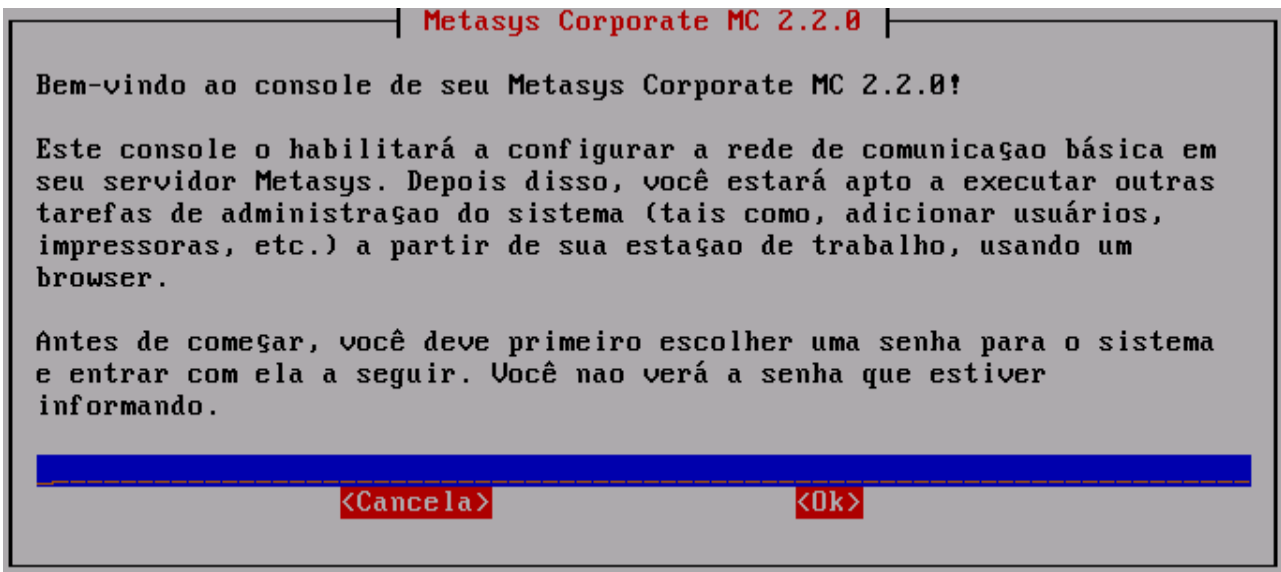 Metasys Corporate MC 2.2.0
Bem-vindo ao console de seu Metasys Corporate MC 2.2.0!
Este console o habilitará a configurar a rede de comunicaçao básica em
seu servidor Metasys. Depois disso, você estará apto a executar outras
tarefas de administraçao do sistema (tais como, adicionar usuários,
impressoras, etc.) a partir de sua estaçao de trabalho, usando um
browser.
Antes de começar, você deve primeiro escolher uma senha para o sistema
e entrar com ela a seguir. Você nao verá a senha que estiver
informando.
<Cancela> <Ok>